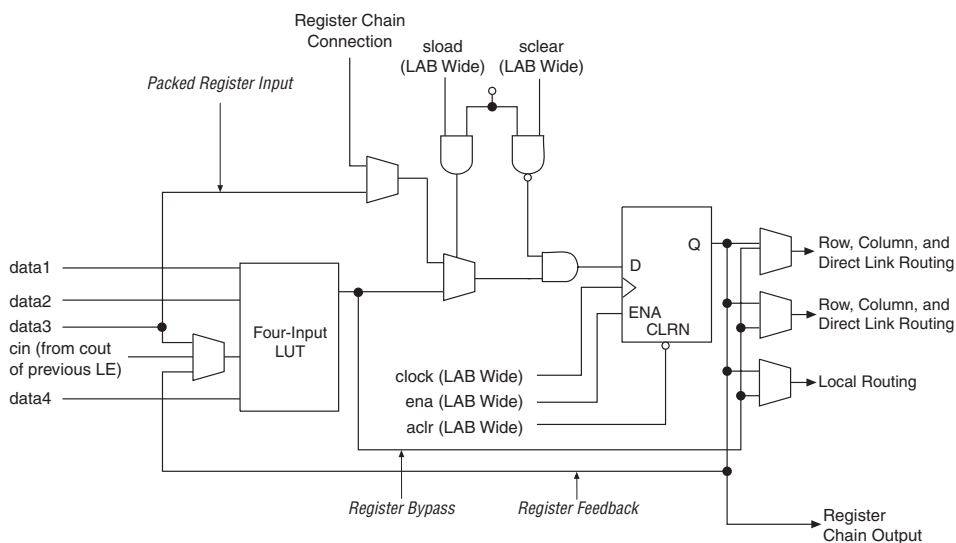 Register Chain
Connection
sload
(LAB Wide)
sclear
(LAB Wide)
Packed Register Input
Q
Row, Column, and
Direct Link Routing
data1
D
data2
ENA
Row, Column, and
Direct Link Routing
data3
Four-Input
LUT
CLRN
cin (from cout
of previous LE)
clock (LAB Wide)
Local Routing
data4
ena (LAB Wide)
aclr (LAB Wide)
Register Bypass
Register Feedback
Register
Chain Output